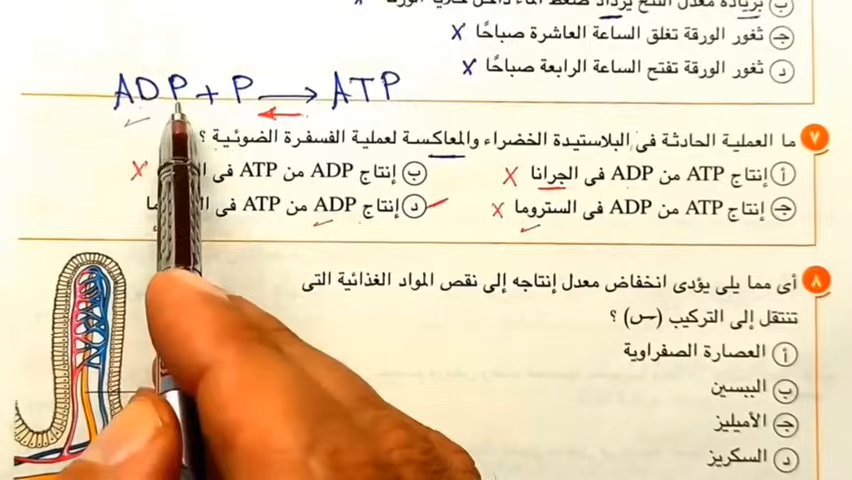 ب بزيادة معدل النتح يزداد ضغط الماء داخل خلايا الورقة
جـ ثغور الورقة تغلق الساعة العاشرة صباحًا X
د ثغور الورقة تفتح الساعة الرابعة صباحًا X
ADP + P → ATP
٧ ما العملية الحادثة فى البلاستيدة الخضراء والمعاكسة لعملية الفسفرة الضوئية ؟
أ إنتاج ATP من ADP فى الجرانا X
ب إنتاج ADP من ATP فى X
جـ إنتاج ATP من ADP فى الستروما X
د إنتاج ADP من ATP فى
٨ أى مما يلى يؤدى انخفاض معدل إنتاجه إلى نقص المواد الغذائية التى
تنتقل إلى التركيب (س) ؟
أ العصارة الصفراوية
ب الببسين
جـ الأميليز
د السكريز